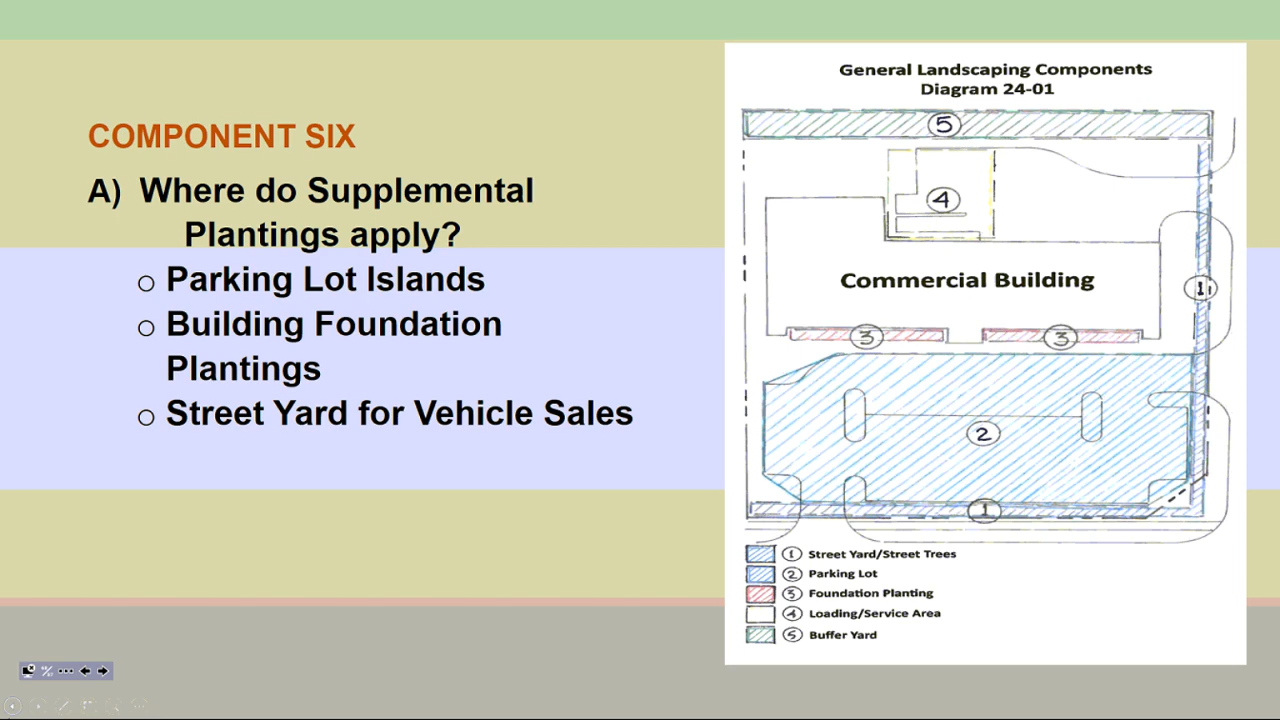 COMPONENT SIX
A) Where do Supplemental
Plantings apply?
o Parking Lot Islands
o Building Foundation
Plantings
o Street Yard for Vehicle Sales
General Landscaping Components
Diagram 24-01
5
4
Commercial Building
1
3 3
2
1
1 Street Yard/Street Trees
2 Parking Lot
3 Foundation Planting
4 Loading/Service Area
5 Buffer Yard